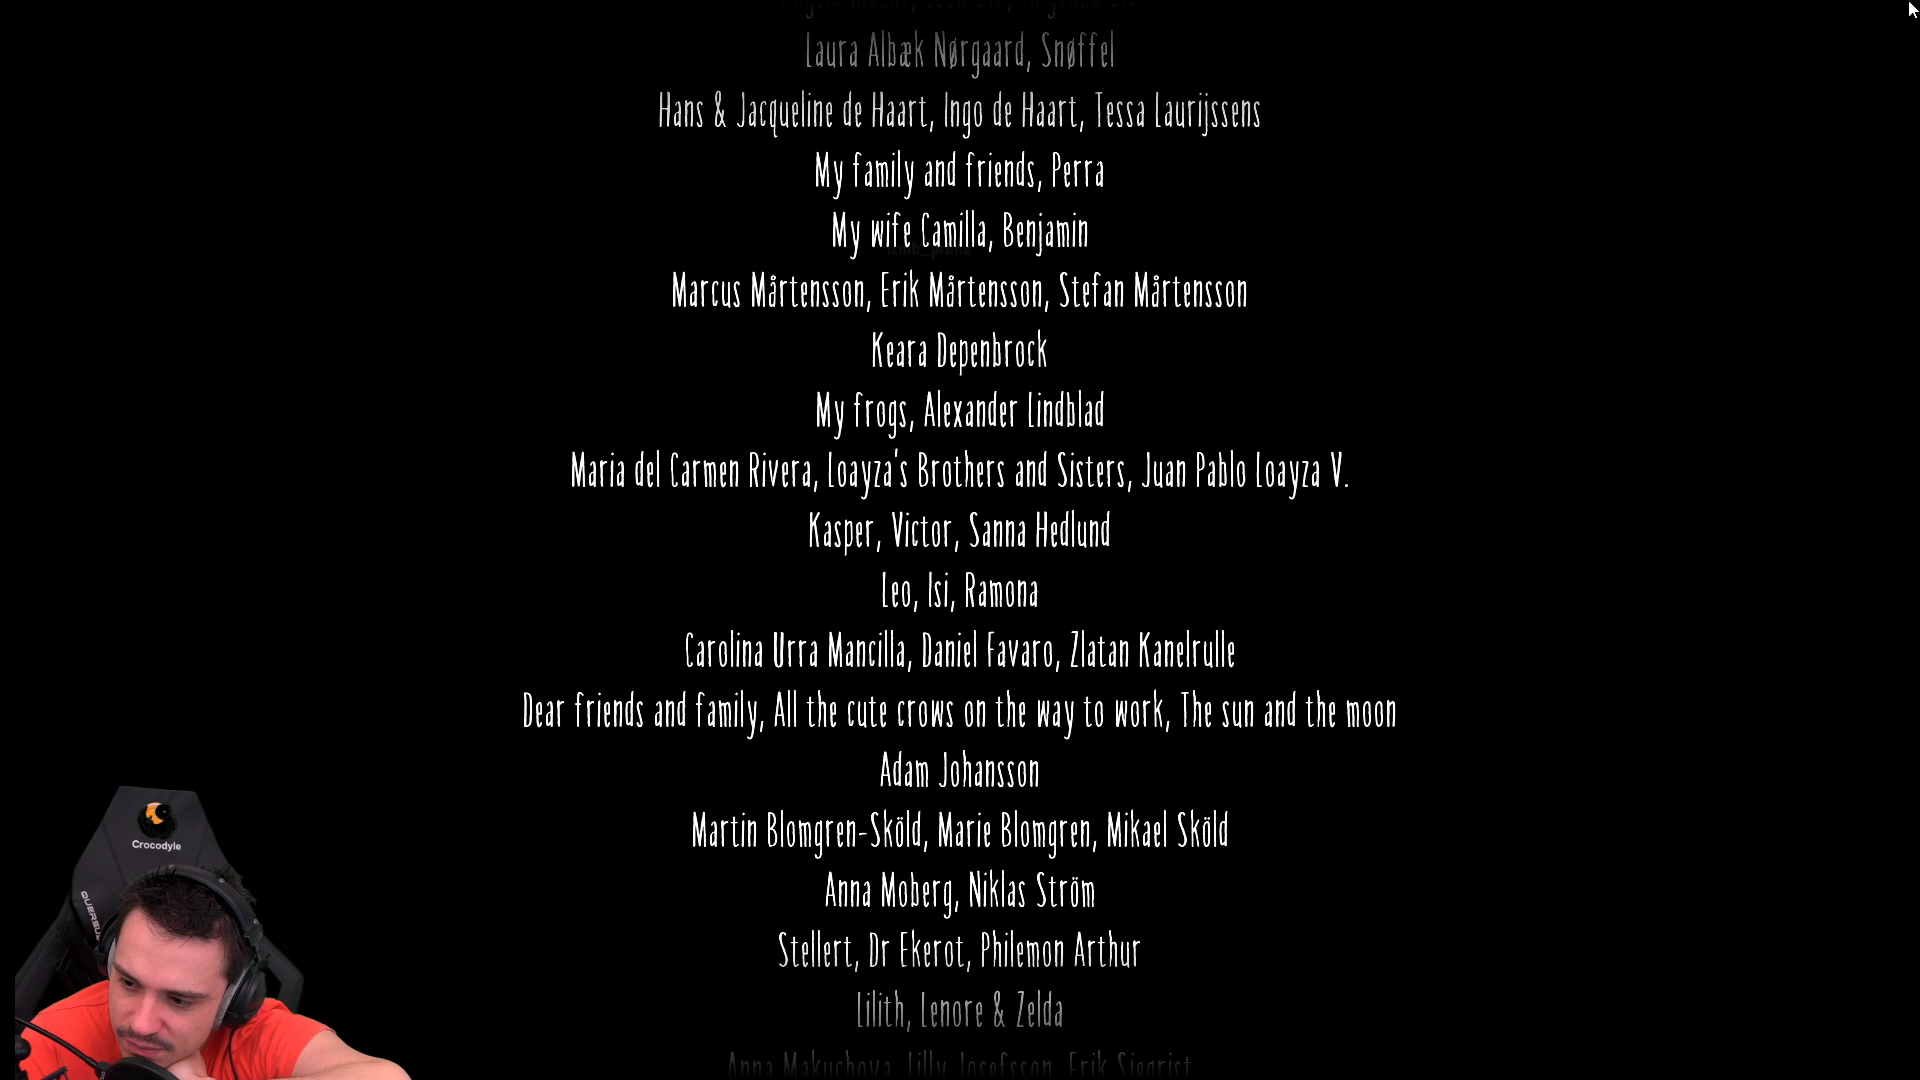 Laura Albæk Nørgaard, Snøffel
Hans & Jacqueline de Haart, Ingo de Haart, Tessa Laurijssens
My family and friends, Perra
My wife Camilla, Benjamin
Marcus Mårtensson, Erik Mårtensson, Stefan Mårtensson
Keara Depenbrock
My frogs, Alexander Lindblad
Maria del Carmen Rivera, Loayza's Brothers and Sisters, Juan Pablo Loayza V.
Kasper, Victor, Sanna Hedlund
Leo, Isi, Ramona
Carolina Urra Mancilla, Daniel Favaro, Zlatan Kanelrulle
Dear friends and family, All the cute crows on the way to work, The sun and the moon
Adam Johansson
Martin Blomgren-Sköld, Marie Blomgren, Mikael Sköld
Anna Moberg, Niklas Ström
Stellert, Dr Ekerot, Philemon Arthur
Lilith, Lenore & Zelda
Anna Makuchova, Lilly Josefsson, Erik Siegrist
Crocodyle
QUERSUS